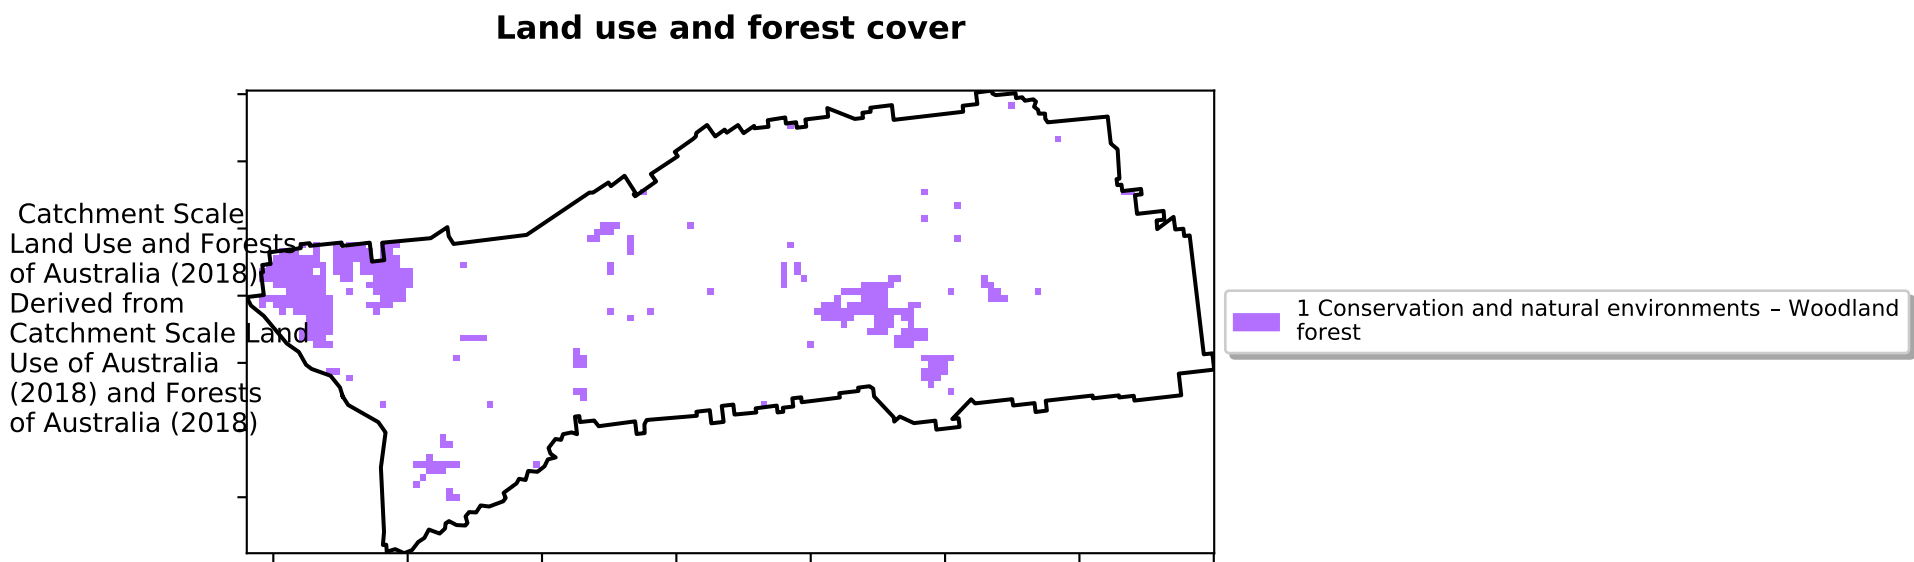 Land use and forest cover
Catchment Scale
Land Use and Forests
of Australia (2018)
Derived from
Catchment Scale Land
Use of Australia
(2018) and Forests
of Australia (2018)
1 Conservation and natural environments – Woodland
forest